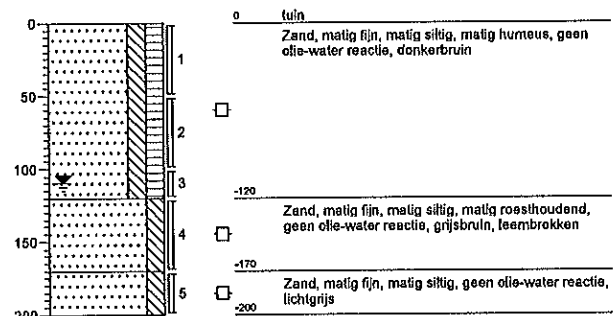 0
50
100
150
200
1
2
3
4
5
0 tuin
Zand, matig fijn, matig siltig, matig humeus, geen
olie-water reactie, donkerbruin
-120
Zand, matig fijn, matig siltig, matig roesthoudend,
geen olie-water reactie, grijsbruin, leembrokken
-170
Zand, matig fijn, matig siltig, geen olie-water reactie,
lichtgrijs
-200